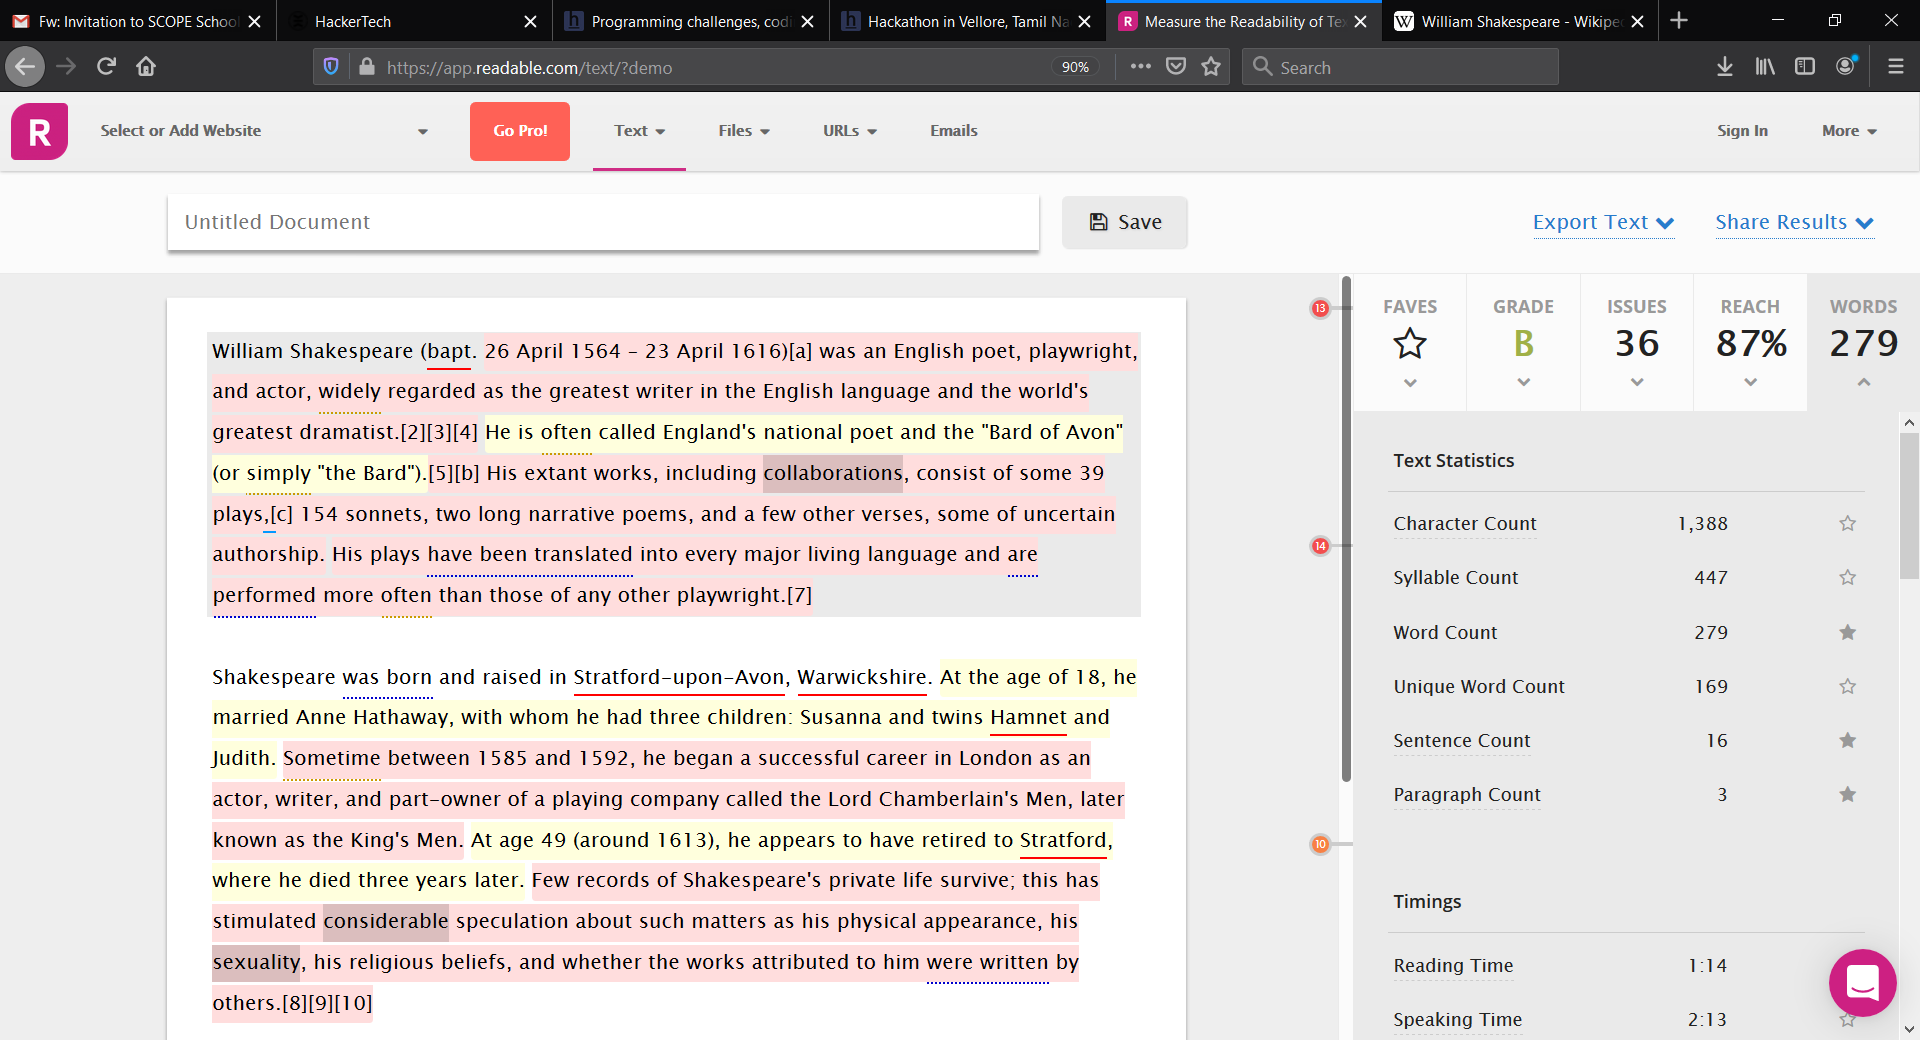 Fw: Invitation to SCOPE School
HackerTech
Programming challenges, codi
Hackathon in Vellore, Tamil Na
R Measure the Readability of Te
W William Shakespeare - Wikipe
https://app.readable.com/text/?demo
90%
Search
R
Select or Add Website
Go Pro!
Text
Files
URLs
Emails
Sign In
More
Untitled Document
Save
Export Text
Share Results
William Shakespeare (bapt. 26 April 1564 – 23 April 1616)[a] was an English poet, playwright,
and actor, widely regarded as the greatest writer in the English language and the world's
greatest dramatist.[2][3][4] He is often called England's national poet and the "Bard of Avon"
(or simply "the Bard").[5][b] His extant works, including collaborations, consist of some 39
plays,[c] 154 sonnets, two long narrative poems, and a few other verses, some of uncertain
authorship. His plays have been translated into every major living language and are
performed more often than those of any other playwright.[7]
Shakespeare was born and raised in Stratford-upon-Avon, Warwickshire. At the age of 18, he
married Anne Hathaway, with whom he had three children: Susanna and twins Hamnet and
Judith. Sometime between 1585 and 1592, he began a successful career in London as an
actor, writer, and part-owner of a playing company called the Lord Chamberlain's Men, later
known as the King's Men. At age 49 (around 1613), he appears to have retired to Stratford,
where he died three years later. Few records of Shakespeare's private life survive; this has
stimulated considerable speculation about such matters as his physical appearance, his
sexuality, his religious beliefs, and whether the works attributed to him were written by
others.[8][9][10]
13
14
10
FAVES
GRADE
B
ISSUES
36
REACH
87%
WORDS
279
Text Statistics
Character Count 1,388
Syllable Count 447
Word Count 279
Unique Word Count 169
Sentence Count 16
Paragraph Count 3
Timings
Reading Time 1:14
Speaking Time 2:13